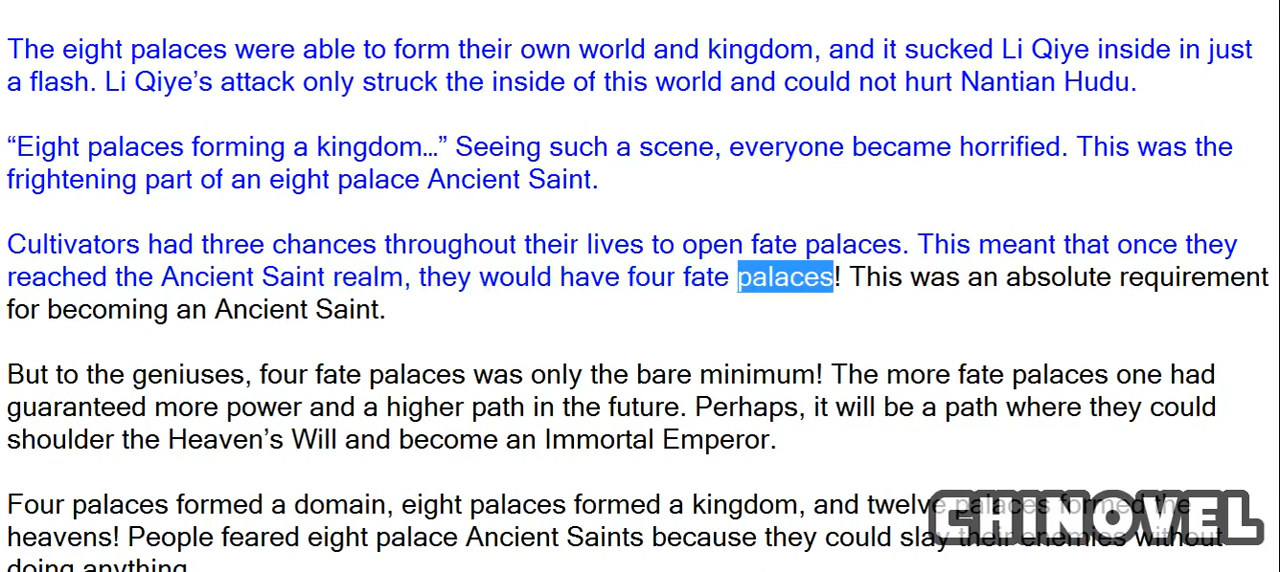 The eight palaces were able to form their own world and kingdom, and it sucked Li Qiye inside in just
a flash. Li Qiye’s attack only struck the inside of this world and could not hurt Nantian Hudu.
“Eight palaces forming a kingdom…” Seeing such a scene, everyone became horrified. This was the
frightening part of an eight palace Ancient Saint.
Cultivators had three chances throughout their lives to open fate palaces. This meant that once they
reached the Ancient Saint realm, they would have four fate palaces! This was an absolute requirement
for becoming an Ancient Saint.
But to the geniuses, four fate palaces was only the bare minimum! The more fate palaces one had
guaranteed more power and a higher path in the future. Perhaps, it will be a path where they could
shoulder the Heaven’s Will and become an Immortal Emperor.
Four palaces formed a domain, eight palaces formed a kingdom, and twelve palaces formed the
heavens! People feared eight palace Ancient Saints because they could slay their enemies without
doing anything.
CHINOVEL